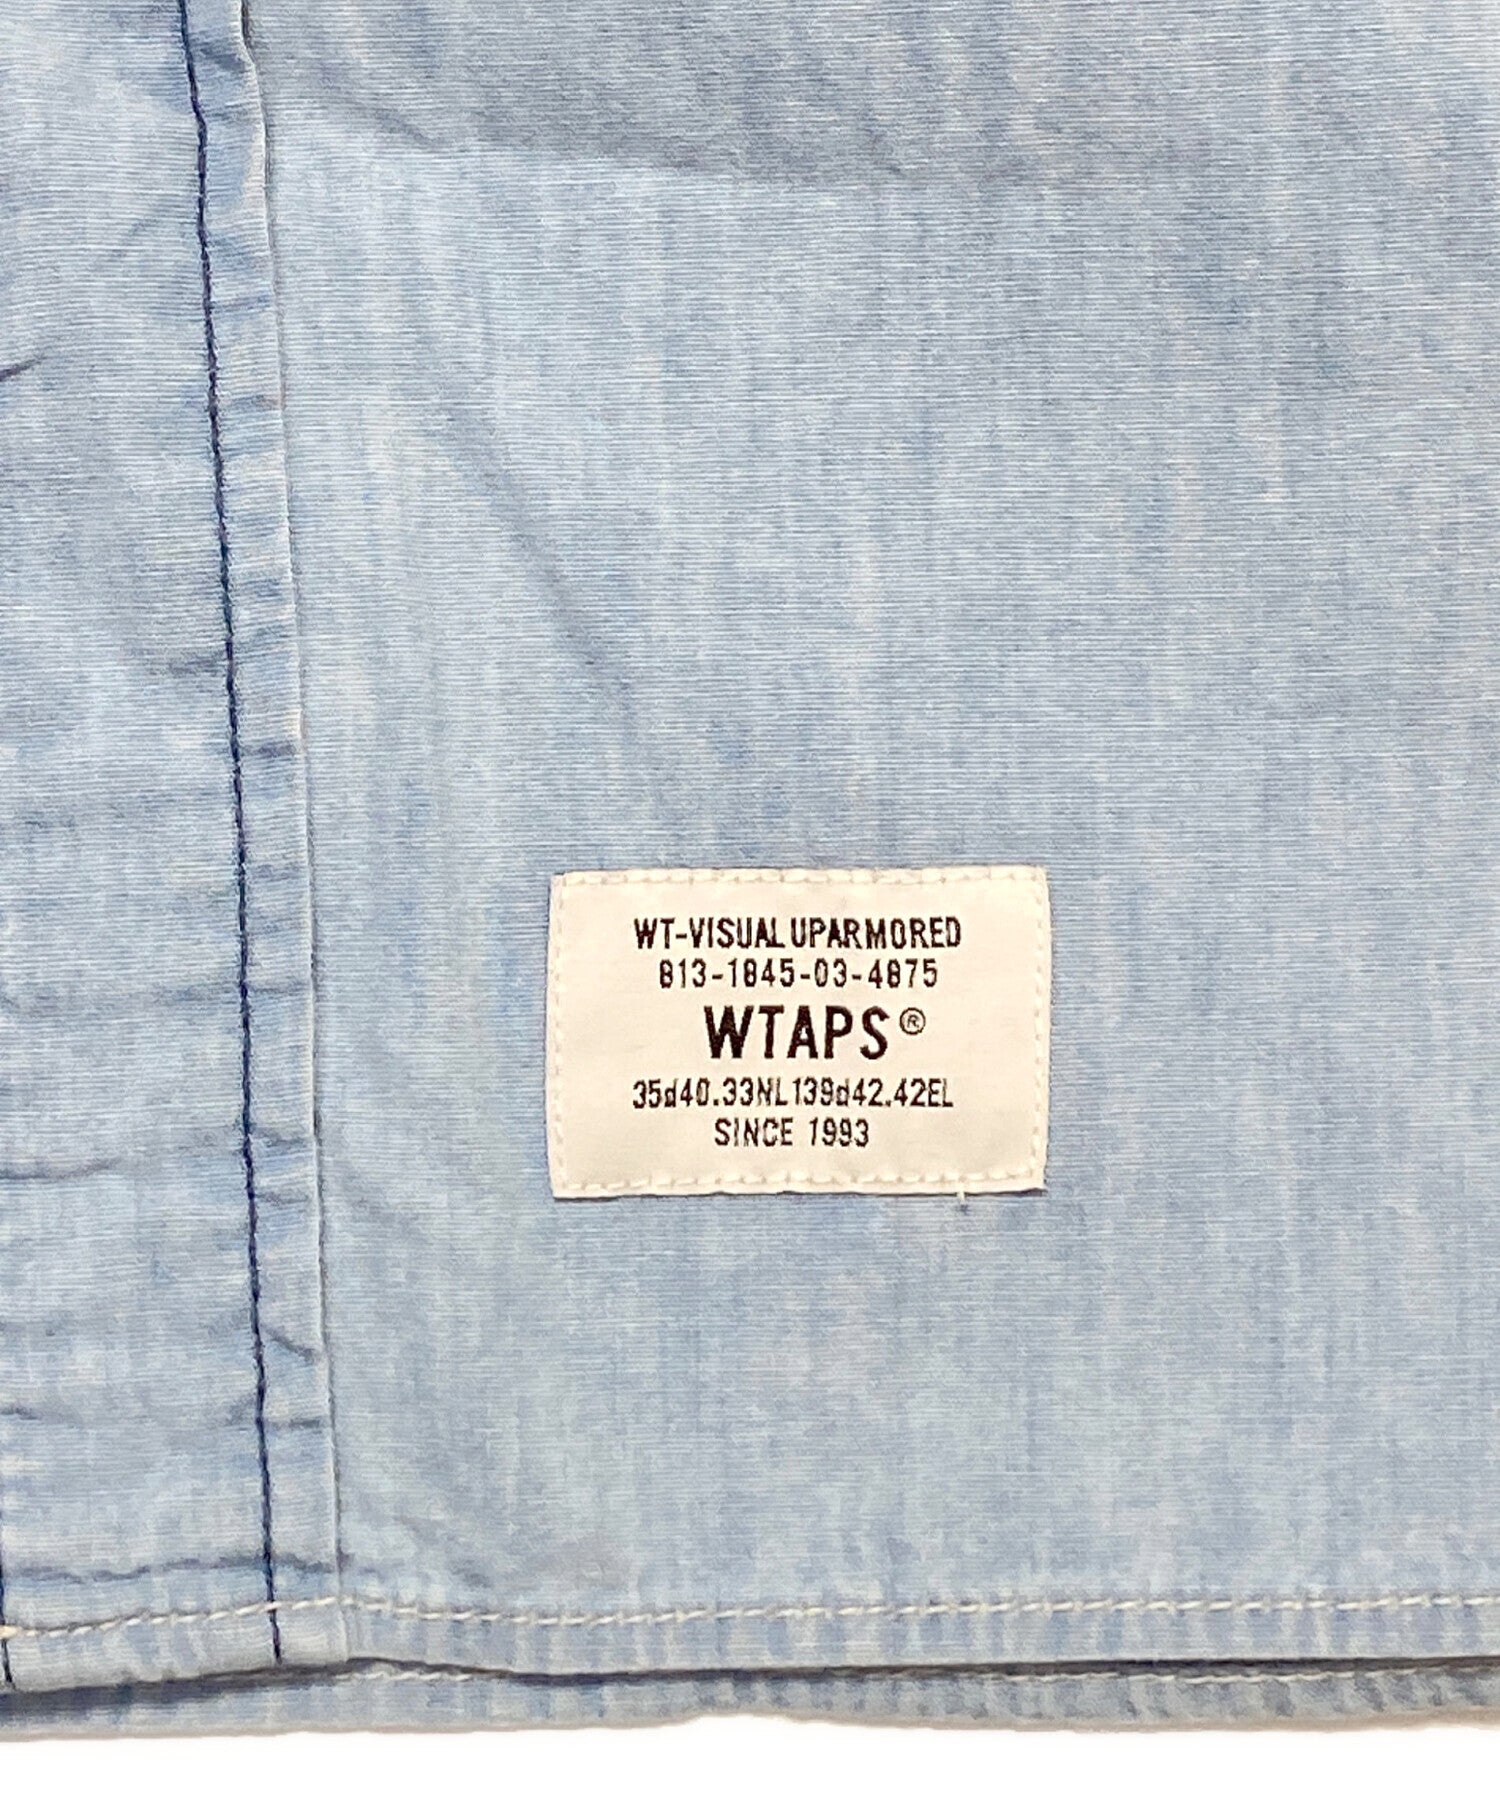 WT-VISUAL UPARMORED
813-1845-03-4875
WTAPS®
35d40.33NL139d42.42EL
SINCE 1993